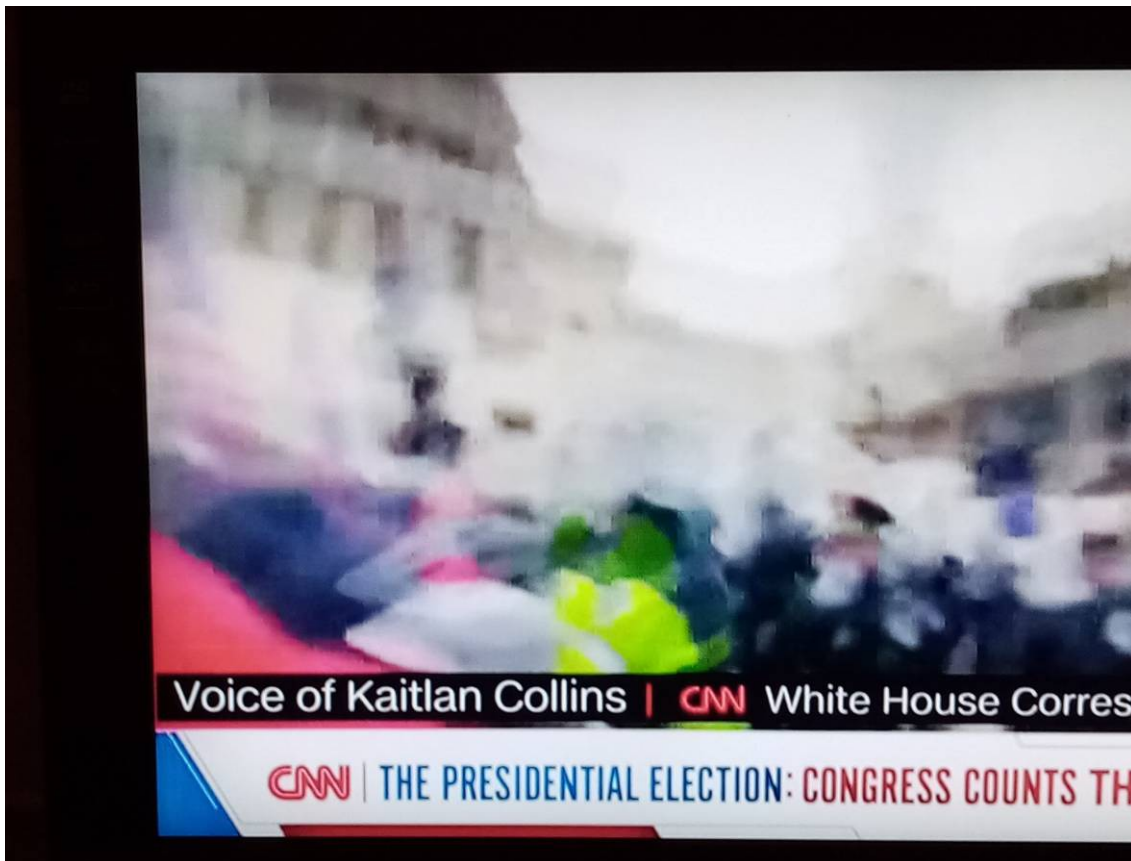 Voice of Kaitlan Collins | CNN White House Corres
CNN | THE PRESIDENTIAL ELECTION: CONGRESS COUNTS TH